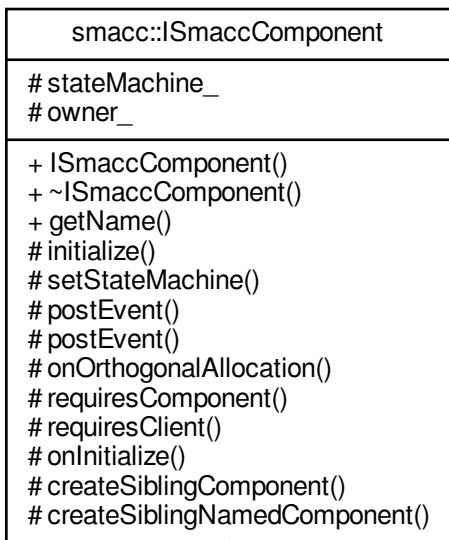 smacc::ISmaccComponent
# stateMachine_
# owner_
+ ISmaccComponent()
+ ~ISmaccComponent()
+ getName()
# initialize()
# setStateMachine()
# postEvent()
# postEvent()
# onOrthogonalAllocation()
# requiresComponent()
# requiresClient()
# onInitialize()
# createSiblingComponent()
# createSiblingNamedComponent()